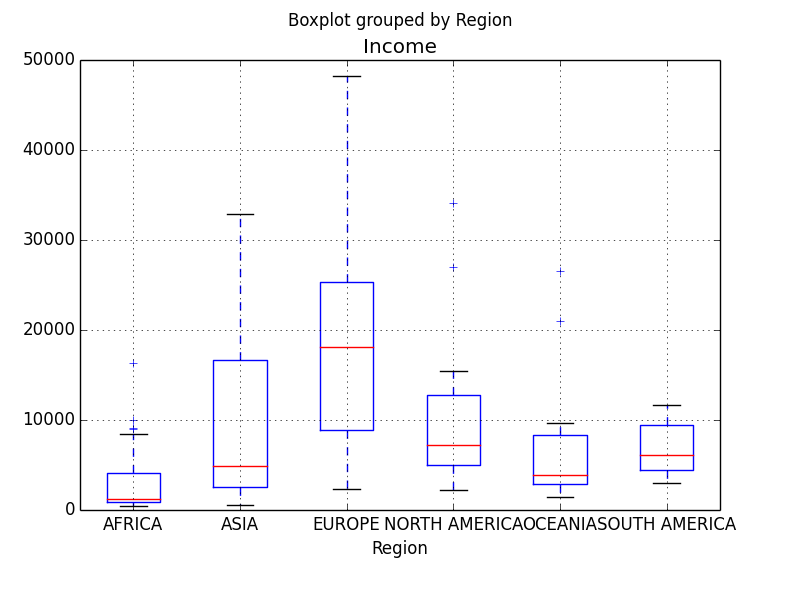 Boxplot grouped by Region
Income
50000
40000
30000
20000
10000
0
AFRICA ASIA EUROPE NORTH AMERICA OCEANIA SOUTH AMERICA
Region